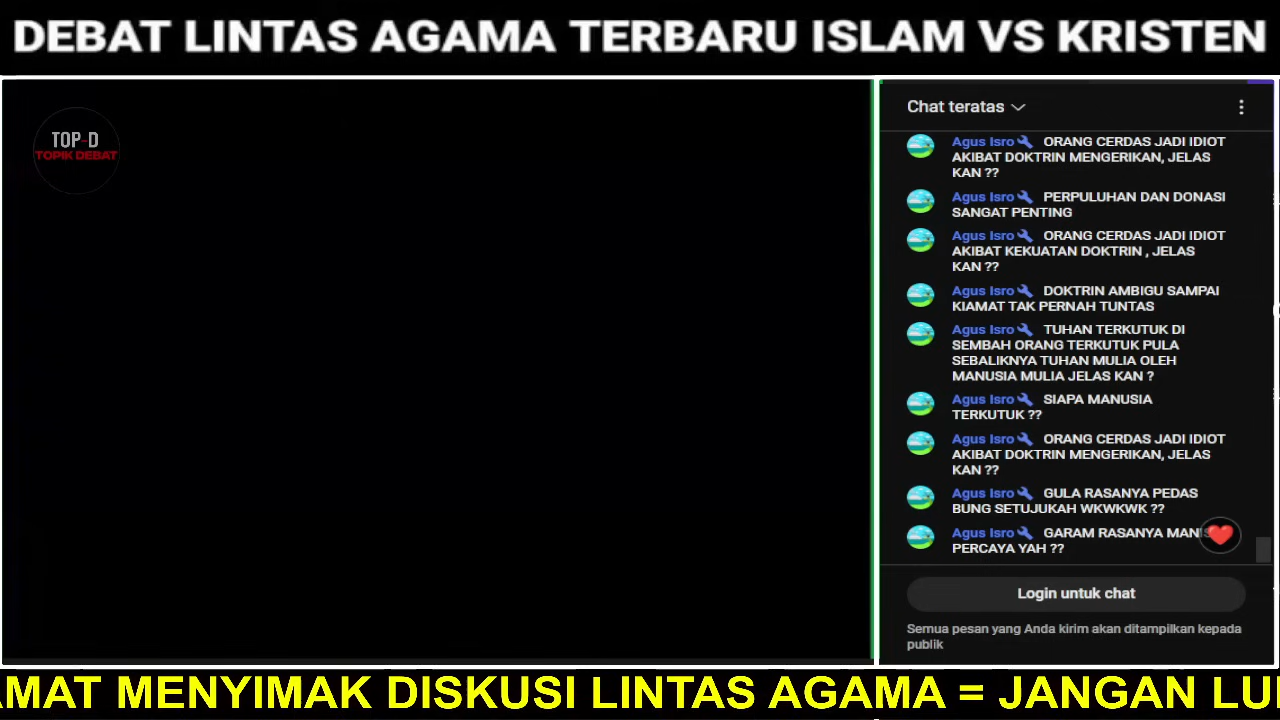 DEBAT LINTAS AGAMA TERBARU ISLAM VS KRISTEN
TOP-D
TOPIK DEBAT
Chat teratas
Agus Isro ORANG CERDAS JADI IDIOT
AKIBAT DOKTRIN MENGERIKAN, JELAS
KAN ??
Agus Isro PERPULUHAN DAN DONASI
SANGAT PENTING
Agus Isro ORANG CERDAS JADI IDIOT
AKIBAT KEKUATAN DOKTRIN , JELAS
KAN ??
Agus Isro DOKTRIN AMBIGU SAMPAI
KIAMAT TAK PERNAH TUNTAS
Agus Isro TUHAN TERKUTUK DI
SEMBAH ORANG TERKUTUK PULA
SEBALIKNYA TUHAN MULIA OLEH
MANUSIA MULIA JELAS KAN ?
Agus Isro SIAPA MANUSIA
TERKUTUK ??
Agus Isro ORANG CERDAS JADI IDIOT
AKIBAT DOKTRIN MENGERIKAN, JELAS
KAN ??
Agus Isro GULA RASANYA PEDAS
BUNG SETUJUKAH WKWKWK ??
Agus Isro GARAM RASANYA MANIS
PERCAYA YAH ??
Login untuk chat
Semua pesan yang Anda kirim akan ditampilkan kepada
publik
AMAT MENYIMAK DISKUSI LINTAS AGAMA = JANGAN LU